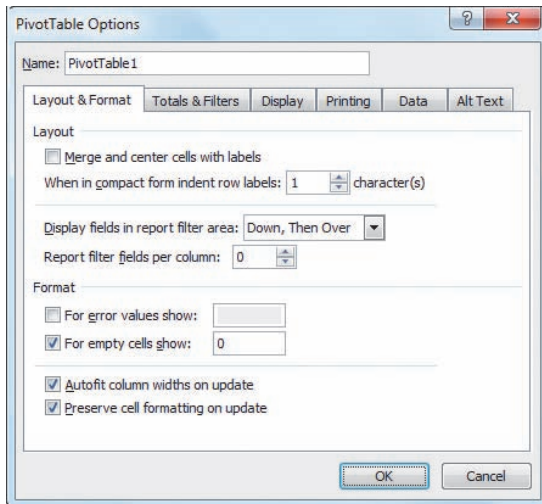 PivotTable Options
Name: PivotTable1
Layout & Format Totals & Filters Display Printing Data Alt Text
Layout
Merge and center cells with labels
When in compact form indent row labels: 1 character(s)
Display fields in report filter area: Down, Then Over
Report filter fields per column: 0
Format
For error values show:
For empty cells show: 0
Autofit column widths on update
Preserve cell formatting on update
OK Cancel